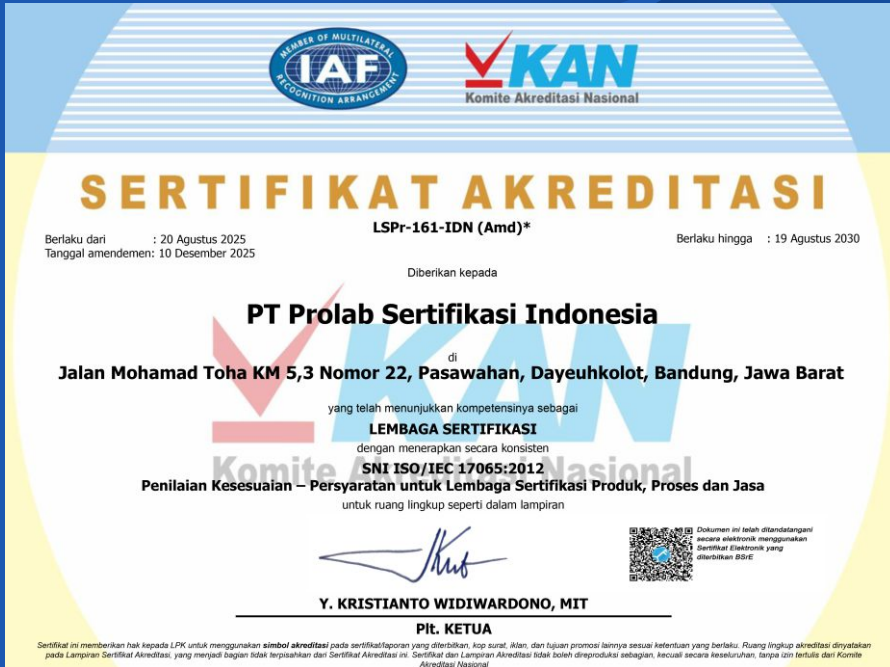 MEMBER OF MULTILATERAL
IAF
RECOGNITION ARRANGEMENT
KAN
Komite Akreditasi Nasional
SERTIFIKAT AKREDITASI
LSPr-161-IDN (Amd)*
Berlaku dari : 20 Agustus 2025
Tanggal amendemen: 10 Desember 2025
Berlaku hingga : 19 Agustus 2030
Diberikan kepada
PT Prolab Sertifikasi Indonesia
di
Jalan Mohamad Toha KM 5,3 Nomor 22, Pasawahan, Dayeuhkolot, Bandung, Jawa Barat
yang telah menunjukkan kompetensinya sebagai
LEMBAGA SERTIFIKASI
dengan menerapkan secara konsisten
KAN
Komite Akreditasi Nasional
SNI ISO/IEC 17065:2012
Penilaian Kesesuaian – Persyaratan untuk Lembaga Sertifikasi Produk, Proses dan Jasa
untuk ruang lingkup seperti dalam lampiran
Dokumen ini telah ditandatangani
secara elektronik menggunakan
Sertifikat Elektronik yang
diterbitkan BSrE
Y. KRISTIANTO WIDIWARDONO, MIT
Plt. KETUA
Sertifikat ini memberikan hak kepada LPK untuk menggunakan simbol akreditasi pada sertifikat/laporan yang diterbitkan, kop surat, iklan, dan tujuan promosi lainnya sesuai ketentuan yang berlaku. Ruang lingkup akreditasi dinyatakan
pada Lampiran Sertifikat Akreditasi, yang menjadi bagian tidak terpisahkan dari Sertifikat Akreditasi ini. Sertifikat dan Lampiran Akreditasi tidak boleh direproduksi sebagian, kecuali secara keseluruhan, tanpa izin tertulis dari Komite
Akreditasi Nasional